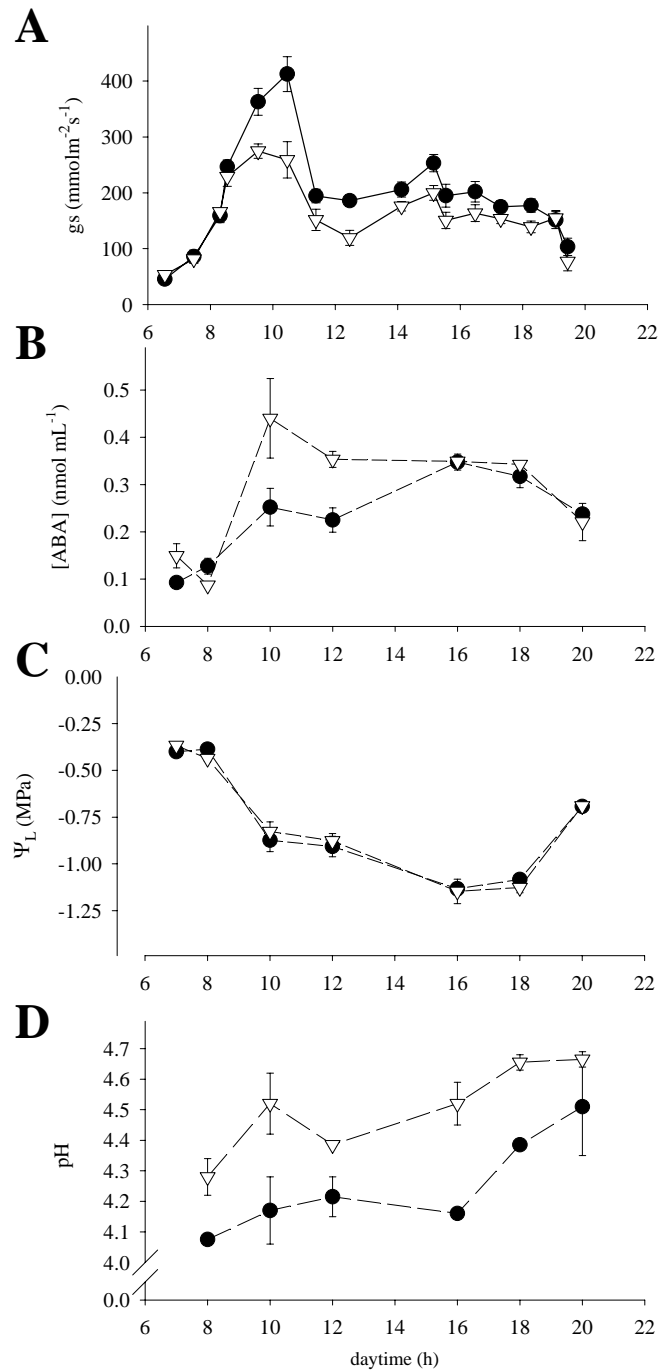 A
gs (mmolm⁻²s⁻¹)
400
300
200
100
0
6 8 10 12 14 16 18 20 22
B
[ABA] (nmol mL⁻¹)
0.5
0.4
0.3
0.2
0.1
0.0
6 8 10 12 14 16 18 20 22
C
Ψ_L (MPa)
0.00
-0.25
-0.50
-0.75
-1.00
-1.25
6 8 10 12 14 16 18 20 22
D
pH
4.7
4.6
4.5
4.4
4.3
4.2
4.1
4.0
0.0
6 8 10 12 14 16 18 20 22
daytime (h)